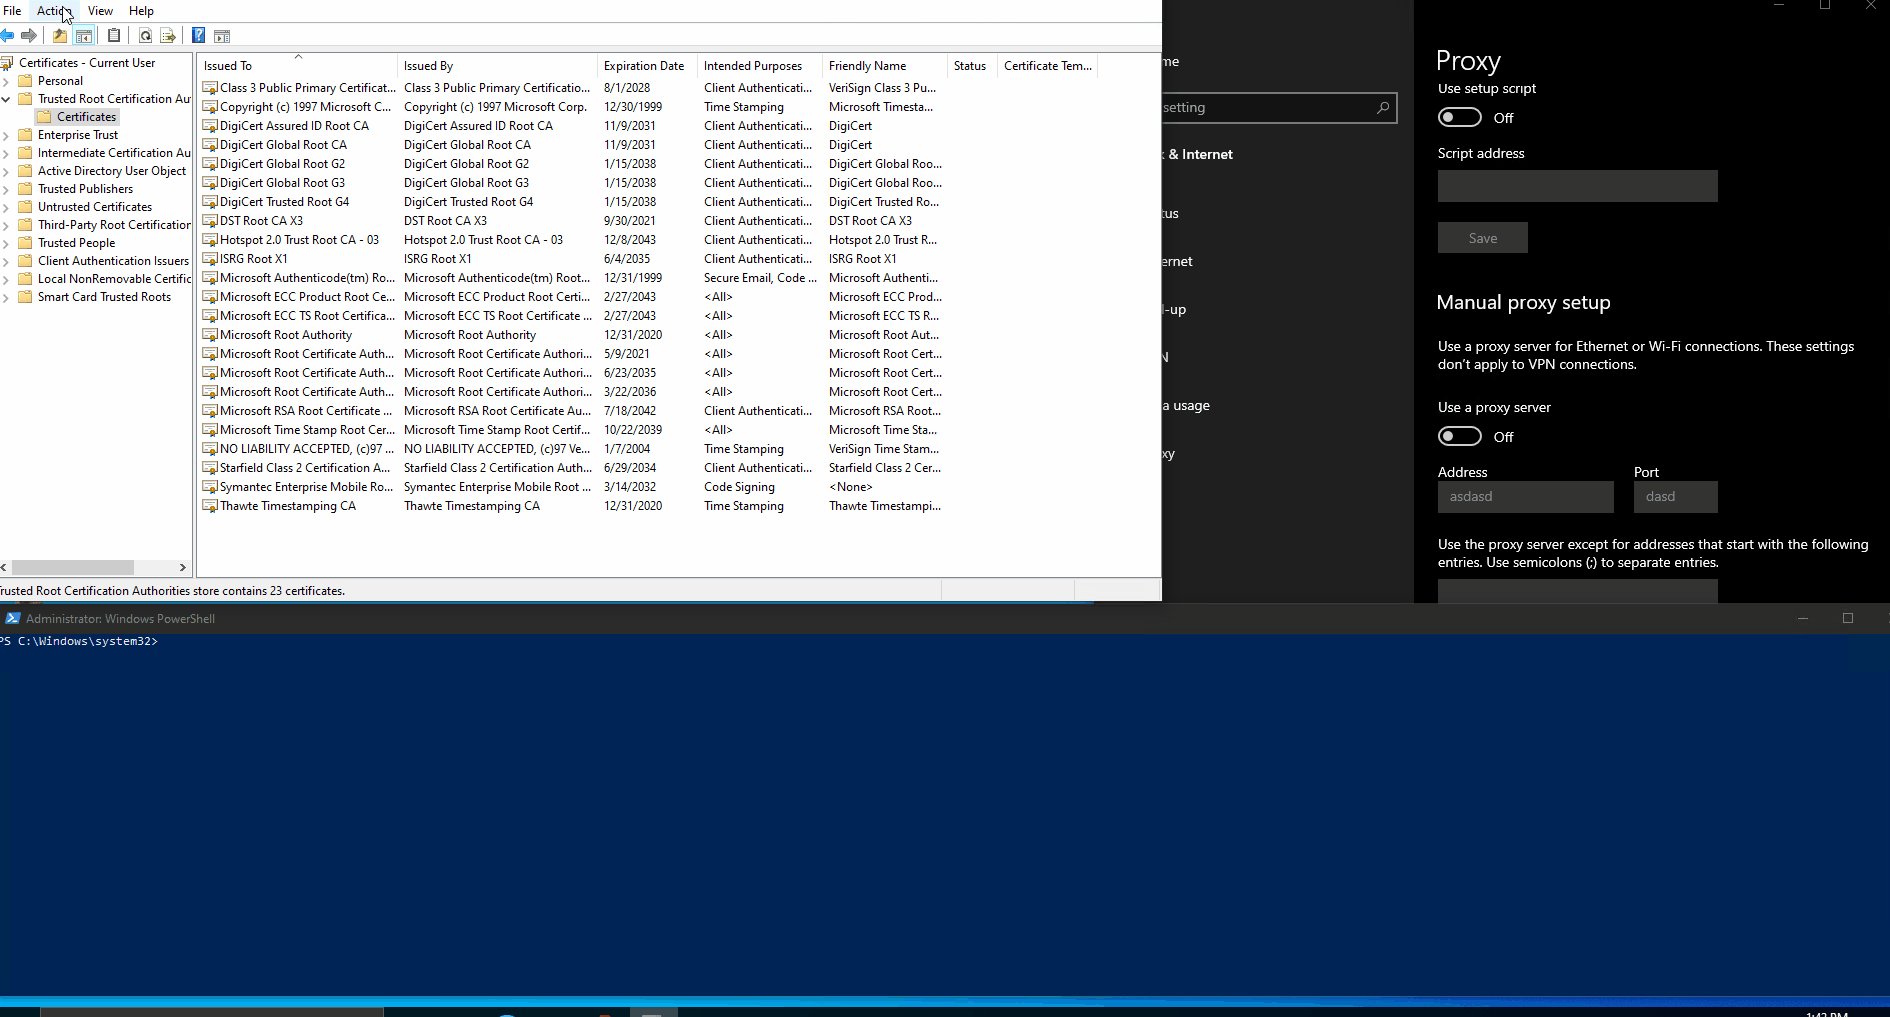 File Action View Help
Certificates - Current User
Personal
Trusted Root Certification Au
Certificates
Enterprise Trust
Intermediate Certification Au
Active Directory User Object
Trusted Publishers
Untrusted Certificates
Third-Party Root Certification
Trusted People
Client Authentication Issuers
Local NonRemovable Certific
Smart Card Trusted Roots
Issued To Issued By Expiration Date Intended Purposes Friendly Name Status Certificate Tem...
Class 3 Public Primary Certificat... Class 3 Public Primary Certificatio... 8/1/2028 Client Authenticati... VeriSign Class 3 Pu...
Copyright (c) 1997 Microsoft C... Copyright (c) 1997 Microsoft Corp. 12/30/1999 Time Stamping Microsoft Timesta...
DigiCert Assured ID Root CA DigiCert Assured ID Root CA 11/9/2031 Client Authenticati... DigiCert
DigiCert Global Root CA DigiCert Global Root CA 11/9/2031 Client Authenticati... DigiCert
DigiCert Global Root G2 DigiCert Global Root G2 1/15/2038 Client Authenticati... DigiCert Global Roo...
DigiCert Global Root G3 DigiCert Global Root G3 1/15/2038 Client Authenticati... DigiCert Global Roo...
DigiCert Trusted Root G4 DigiCert Trusted Root G4 1/15/2038 Client Authenticati... DigiCert Trusted Ro...
DST Root CA X3 DST Root CA X3 9/30/2021 Client Authenticati... DST Root CA X3
Hotspot 2.0 Trust Root CA - 03 Hotspot 2.0 Trust Root CA - 03 12/8/2043 Client Authenticati... Hotspot 2.0 Trust R...
ISRG Root X1 ISRG Root X1 6/4/2035 Client Authenticati... ISRG Root X1
Microsoft Authenticode(tm) Ro... Microsoft Authenticode(tm) Root... 12/31/1999 Secure Email, Code ... Microsoft Authenti...
Microsoft ECC Product Root Ce... Microsoft ECC Product Root Certi... 2/27/2043 <All> Microsoft ECC Prod...
Microsoft ECC TS Root Certifica... Microsoft ECC TS Root Certificate ... 2/27/2043 <All> Microsoft ECC TS R...
Microsoft Root Authority Microsoft Root Authority 12/31/2020 <All> Microsoft Root Aut...
Microsoft Root Certificate Auth... Microsoft Root Certificate Authori... 5/9/2021 <All> Microsoft Root Cert...
Microsoft Root Certificate Auth... Microsoft Root Certificate Authori... 6/23/2035 <All> Microsoft Root Cert...
Microsoft Root Certificate Auth... Microsoft Root Certificate Authori... 3/22/2036 <All> Microsoft Root Cert...
Microsoft RSA Root Certificate ... Microsoft RSA Root Certificate Au... 7/18/2042 Client Authenticati... Microsoft RSA Root...
Microsoft Time Stamp Root Cer... Microsoft Time Stamp Root Certif... 10/22/2039 <All> Microsoft Time Sta...
NO LIABILITY ACCEPTED, (c)97 ... NO LIABILITY ACCEPTED, (c)97 Ve... 1/7/2004 Time Stamping VeriSign Time Stam...
Starfield Class 2 Certification A... Starfield Class 2 Certification Auth... 6/29/2034 Client Authenticati... Starfield Class 2 Cer...
Symantec Enterprise Mobile Ro... Symantec Enterprise Mobile Root ... 3/14/2032 Code Signing <None>
Thawte Timestamping CA Thawte Timestamping CA 12/31/2020 Time Stamping Thawte Timestampi...
rusted Root Certification Authorities store contains 23 certificates.
me
setting
& Internet
tus
ernet
l-up
N
a usage
xy
Proxy
Use setup script
Off
Script address
Save
Manual proxy setup
Use a proxy server for Ethernet or Wi-Fi connections. These settings
don't apply to VPN connections.
Use a proxy server
Off
Address Port
asdasd dasd
Use the proxy server except for addresses that start with the following
entries. Use semicolons (;) to separate entries.
Administrator: Windows PowerShell
PS C:\Windows\system32>